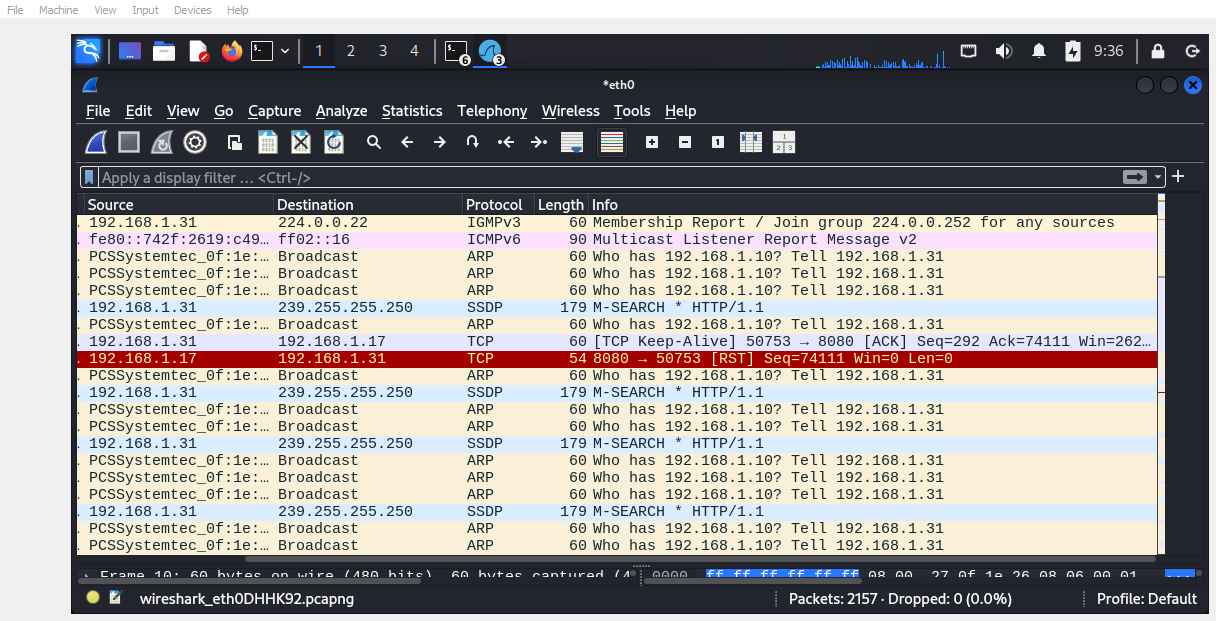 File Machine View Input Devices Help
1 2 3 4 6 3 9:36
*eth0
File Edit View Go Capture Analyze Statistics Telephony Wireless Tools Help
Apply a display filter … <Ctrl-/>
Source Destination Protocol Length Info
192.168.1.31 224.0.0.22 IGMPv3 60 Membership Report / Join group 224.0.0.252 for any sources
fe80::742f:2619:c49… ff02::16 ICMPv6 90 Multicast Listener Report Message v2
PCSSystemtec_0f:1e:… Broadcast ARP 60 Who has 192.168.1.10? Tell 192.168.1.31
PCSSystemtec_0f:1e:… Broadcast ARP 60 Who has 192.168.1.10? Tell 192.168.1.31
PCSSystemtec_0f:1e:… Broadcast ARP 60 Who has 192.168.1.10? Tell 192.168.1.31
192.168.1.31 239.255.255.250 SSDP 179 M-SEARCH * HTTP/1.1
PCSSystemtec_0f:1e:… Broadcast ARP 60 Who has 192.168.1.10? Tell 192.168.1.31
192.168.1.31 192.168.1.17 TCP 60 [TCP Keep-Alive] 50753 → 8080 [ACK] Seq=292 Ack=74111 Win=262…
192.168.1.17 192.168.1.31 TCP 54 8080 → 50753 [RST] Seq=74111 Win=0 Len=0
PCSSystemtec_0f:1e:… Broadcast ARP 60 Who has 192.168.1.10? Tell 192.168.1.31
192.168.1.31 239.255.255.250 SSDP 179 M-SEARCH * HTTP/1.1
PCSSystemtec_0f:1e:… Broadcast ARP 60 Who has 192.168.1.10? Tell 192.168.1.31
PCSSystemtec_0f:1e:… Broadcast ARP 60 Who has 192.168.1.10? Tell 192.168.1.31
192.168.1.31 239.255.255.250 SSDP 179 M-SEARCH * HTTP/1.1
PCSSystemtec_0f:1e:… Broadcast ARP 60 Who has 192.168.1.10? Tell 192.168.1.31
PCSSystemtec_0f:1e:… Broadcast ARP 60 Who has 192.168.1.10? Tell 192.168.1.31
PCSSystemtec_0f:1e:… Broadcast ARP 60 Who has 192.168.1.10? Tell 192.168.1.31
192.168.1.31 239.255.255.250 SSDP 179 M-SEARCH * HTTP/1.1
PCSSystemtec_0f:1e:… Broadcast ARP 60 Who has 192.168.1.10? Tell 192.168.1.31
PCSSystemtec_0f:1e:… Broadcast ARP 60 Who has 192.168.1.10? Tell 192.168.1.31
Frame 10: 60 bytes on wire (480 bits), 60 bytes captured (4 0000 ff ff ff ff ff ff 08 00 27 0f 1e 26 08 06 00 01
wireshark_eth0DHHK92.pcapng Packets: 2157 · Dropped: 0 (0.0%) Profile: Default